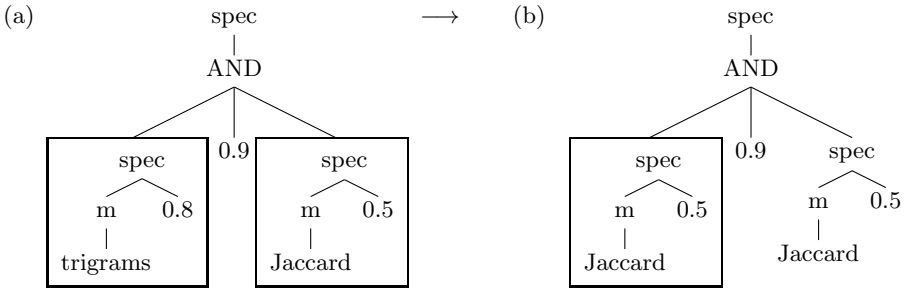 (a) spec ⟶ (b) spec
AND AND
0.9 0.9
spec spec spec spec
m 0.8 m 0.5 m 0.5 m 0.5
trigrams Jaccard Jaccard Jaccard